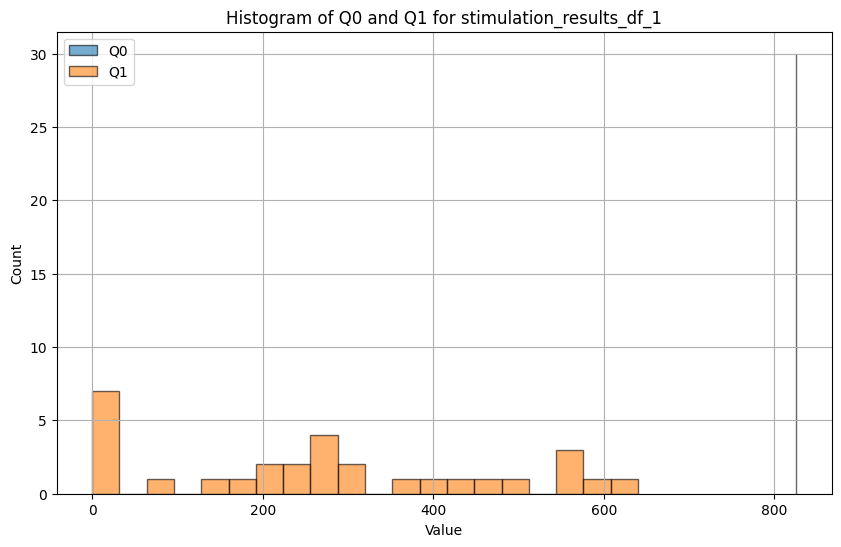 Histogram of Q0 and Q1 for stimulation_results_df_1
Q0
Q1
30
25
20
15
10
5
0
Count
0 200 400 600 800
Value